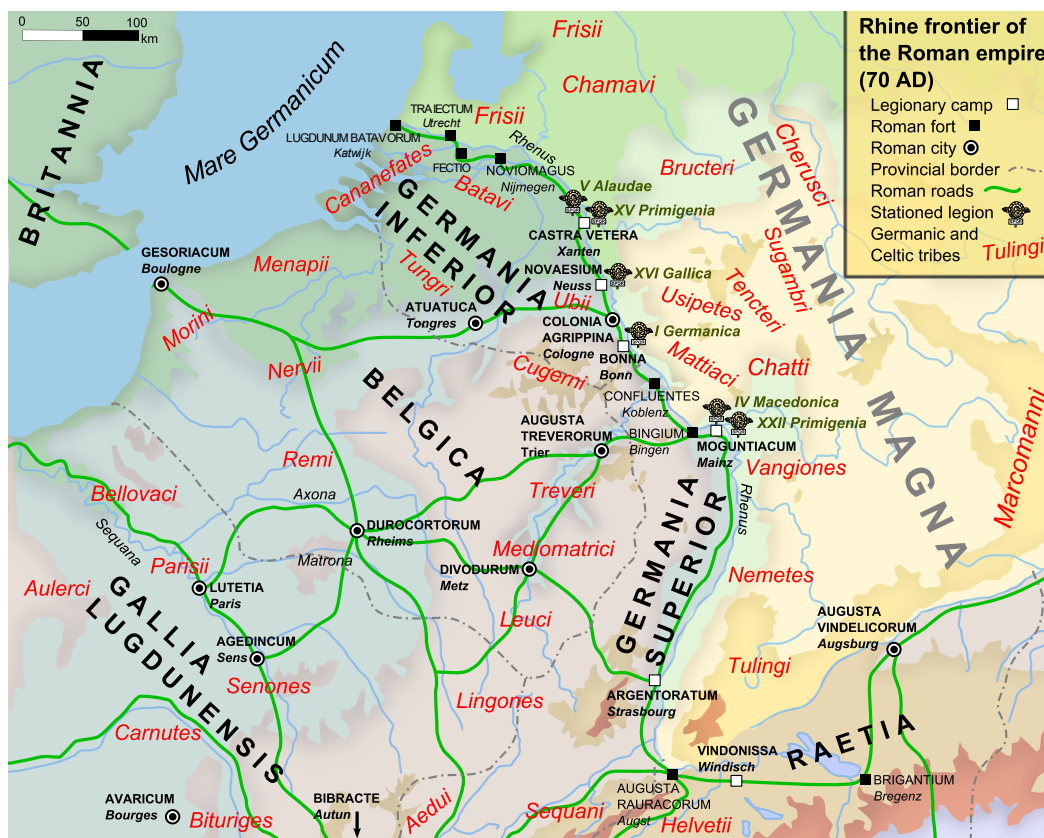 0 50 100
km
Rhine frontier of
the Roman empire
(70 AD)
Legionary camp
Roman fort
Roman city
Provincial border
Roman roads
Stationed legion
Germanic and
Celtic tribes
Tulingi
BRITANNIA
Mare Germanicum
Frisii
Chamavi
Frisii
TRAIECTUM
Utrecht
LUGDUNUM BATAVORUM
Katwijk
FECTIO
Rhenus
NOVIOMAGUS
Nijmegen
Cananefates
Batavi
Bructeri
Cherusci
GERMANIA
MAGNA
GERMANIA
INFERIOR
V Alaudae
XV Primigenia
CASTRA VETERA
Xanten
Sugambri
GESORIACUM
Boulogne
Menapii
Tungri
NOVAESIUM
Neuss
XVI Gallica
Tencteri
Usipetes
Morini
ATUATUCA
Tongres
Ubii
COLONIA
AGRIPPINA
Cologne
I Germanica
BONNA
Bonn
Mattiaci
Chatti
Nervii
Cugerni
BELGICA
CONFLUENTES
Koblenz
IV Macedonica
XXII Primigenia
AUGUSTA
TREVERORUM
Trier
BINGIUM
Bingen
MOGUNTIACUM
Mainz
Vangiones
Marcomanni
Remi
Bellovaci
Axona
Treveri
Rhenus
Sequana
DUROCORTORUM
Rheims
GERMANIA
SUPERIOR
Matrona
Mediomatrici
Parisii
DIVODURUM
Metz
Nemetes
Aulerci
LUTETIA
Paris
GALLIA
LUGDUNENSIS
Leuci
AUGUSTA
VINDELICORUM
Augsburg
AGEDINCUM
Sens
Senones
Tulingi
Lingones
ARGENTORATUM
Strasbourg
Carnutes
RAETIA
VINDONISSA
Windisch
BRIGANTIUM
Bregenz
AUGUSTA
RAURACORUM
Augst
AVARICUM
Bourges
Bituriges
BIBRACTE
Autun
Aedui
Sequani
Helvetii